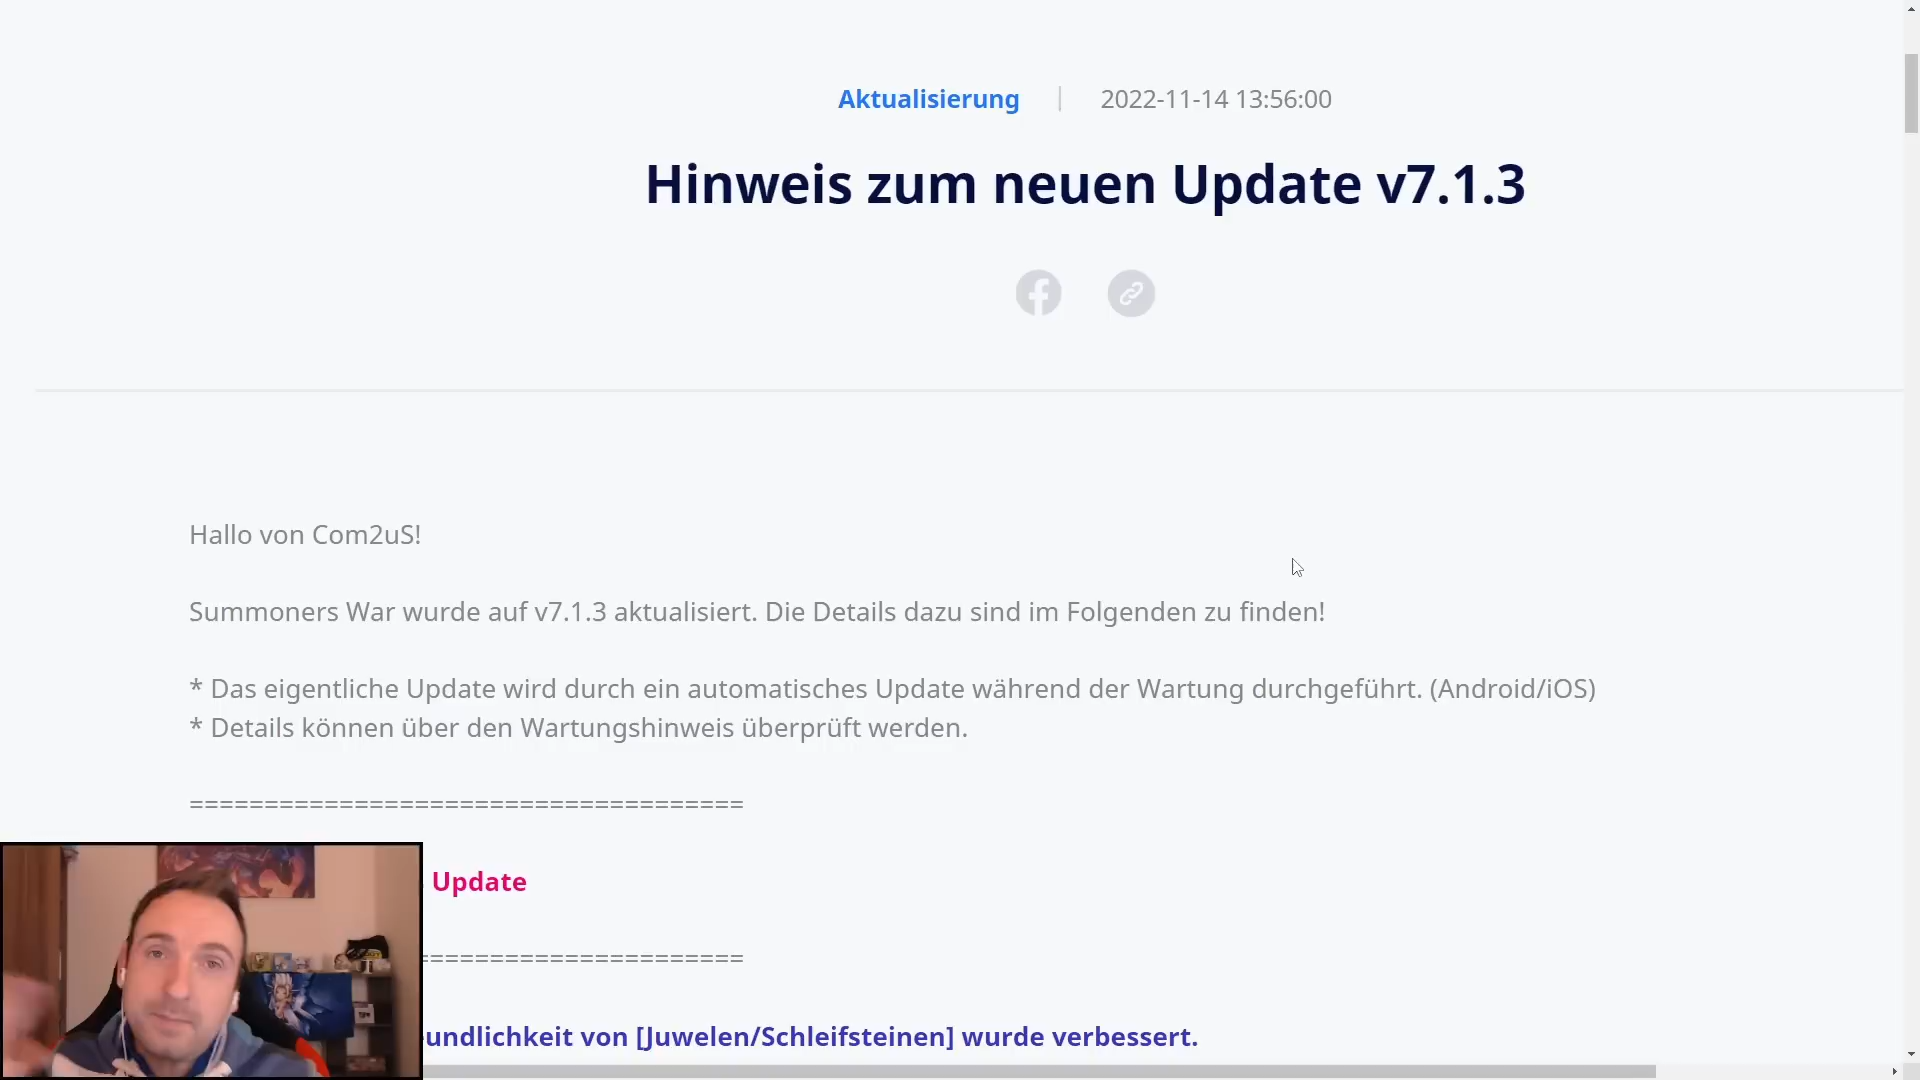 Aktualisierung | 2022-11-14 13:56:00
Hinweis zum neuen Update v7.1.3
Hallo von Com2uS!
Summoners War wurde auf v7.1.3 aktualisiert. Die Details dazu sind im Folgenden zu finden!
* Das eigentliche Update wird durch ein automatisches Update während der Wartung durchgeführt. (Android/iOS)
* Details können über den Wartungshinweis überprüft werden.
=====================================
Update
=====================
undlichkeit von [Juwelen/Schleifsteinen] wurde verbessert.